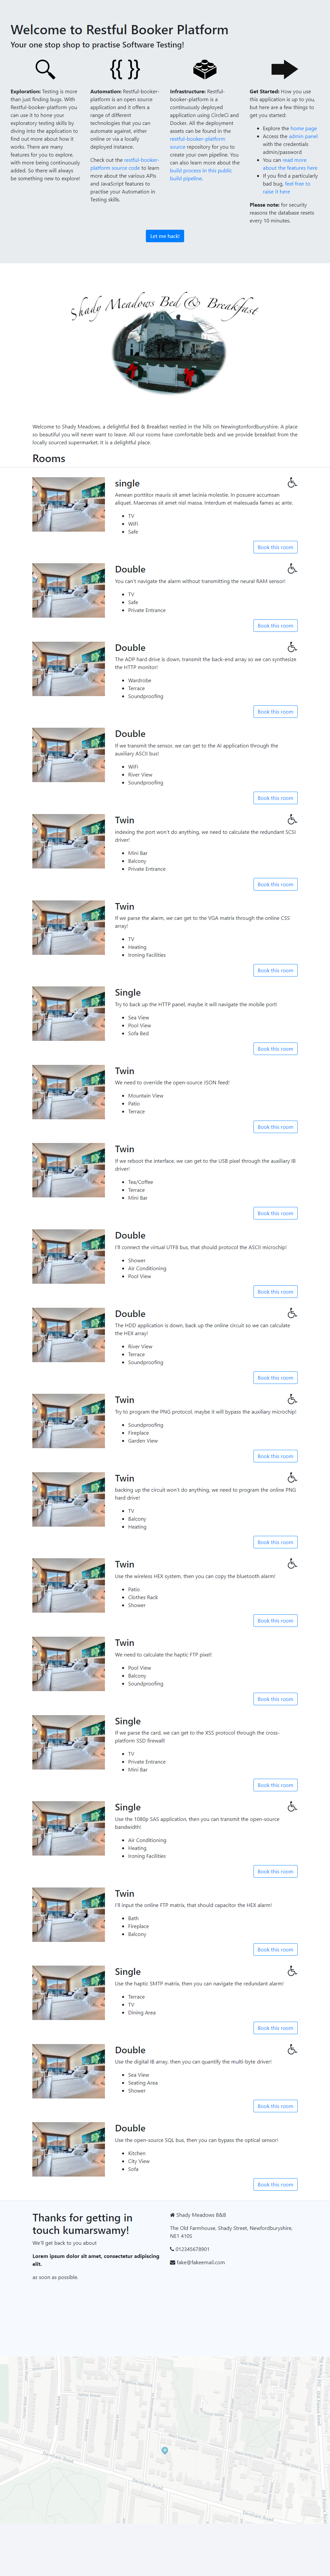 Welcome to Restful Booker Platform
Your one stop shop to practise Software Testing!
Exploration: Testing is more
than just finding bugs. With
Restful-booker-platform you
can use it to hone your
exploratory testing skills by
diving into the application to
find out more about how it
works. There are many
features for you to explore,
with more being continuously
added. So there will always
be something new to explore!
Automation: Restful-booker-
platform is an open source
application and it offers a
range of different
technologies that you can
automate against, either
online or via a locally
deployed instance.
Check out the restful-booker-
platform source code to learn
more about the various APIs
and JavaScript features to
practise your Automation in
Testing skills.
Infrastructure: Restful-
booker-platform is a
continuously deployed
application using CircleCi and
Docker. All the deployment
assets can be found in the
restful-booker-platform
source repository for you to
create your own pipeline. You
can also learn more about the
build process in this public
build pipeline.
Get Started: How you use
this application is up to you,
but here are a few things to
get you started:
Explore the home page
Access the admin panel
with the credentials
admin/password
You can read more
about the features here
If you find a particularly
bad bug, feel free to
raise it here
Please note: for security
reasons the database resets
every 10 minutes.
Let me hack!
Shady Meadows Bed & Breakfast
Welcome to Shady Meadows, a delightful Bed & Breakfast nestled in the hills on Newingtonfordburyshire. A place
so beautiful you will never want to leave. All our rooms have comfortable beds and we provide breakfast from the
locally sourced supermarket. It is a delightful place.
Rooms
single
Aenean porttitor mauris sit amet lacinia molestie. In posuere accumsan
aliquet. Maecenas sit amet nisl massa. Interdum et malesuada fames ac ante.
TV
WiFi
Safe
Book this room
Double
You can't navigate the alarm without transmitting the neural RAM sensor!
TV
Safe
Private Entrance
Book this room
Double
The ADP hard drive is down, transmit the back-end array so we can synthesize
the HTTP monitor!
Wardrobe
Terrace
Soundproofing
Book this room
Double
If we transmit the sensor, we can get to the AI application through the
auxiliary ASCII bus!
WiFi
River View
Soundproofing
Book this room
Twin
indexing the port won't do anything, we need to calculate the redundant SCSI
driver!
Mini Bar
Balcony
Private Entrance
Book this room
Twin
If we parse the alarm, we can get to the VGA matrix through the online CSS
array!
TV
Heating
Ironing Facilities
Book this room
Single
Try to back up the HTTP panel, maybe it will navigate the mobile port!
Sea View
Pool View
Sofa Bed
Book this room
Twin
We need to override the open-source JSON feed!
Mountain View
Patio
Terrace
Book this room
Twin
If we reboot the interface, we can get to the USB pixel through the auxiliary IB
driver!
Tea/Coffee
Terrace
Mini Bar
Book this room
Double
I'll connect the virtual UTF8 bus, that should protocol the ASCII microchip!
Shower
Air Conditioning
Pool View
Book this room
Double
The HDD application is down, back up the online circuit so we can calculate
the HEX array!
River View
Terrace
Soundproofing
Book this room
Twin
Try to program the PNG protocol, maybe it will bypass the auxiliary microchip!
Soundproofing
Fireplace
Garden View
Book this room
Twin
backing up the circuit won't do anything, we need to program the online PNG
hard drive!
TV
Balcony
Heating
Book this room
Twin
Use the wireless HEX system, then you can copy the bluetooth alarm!
Patio
Clothes Rack
Shower
Book this room
Twin
We need to calculate the haptic FTP pixel!
Pool View
Balcony
Soundproofing
Book this room
Single
If we parse the card, we can get to the XSS protocol through the cross-
platform SSD firewall!
TV
Private Entrance
Mini Bar
Book this room
Single
Use the 1080p SAS application, then you can transmit the open-source
bandwidth!
Air Conditioning
Heating
Ironing Facilities
Book this room
Twin
I'll input the online FTP matrix, that should capacitor the HEX alarm!
Bath
Fireplace
Balcony
Book this room
Single
Use the haptic SMTP matrix, then you can navigate the redundant alarm!
Terrace
TV
Dining Area
Book this room
Double
Use the digital IB array, then you can quantify the multi-byte driver!
Sea View
Seating Area
Shower
Book this room
Double
Use the open-source SQL bus, then you can bypass the optical sensor!
Kitchen
City View
Sofa
Book this room
Thanks for getting in
touch kumarswamy!
We'll get back to you about
Lorem ipsum dolor sit amet, consectetur adipiscing
elit.
as soon as possible.
Shady Meadows B&B
The Old Farmhouse, Shady Street, Newfordburyshire,
NE1 410S
012345678901
fake@fakeemail.com